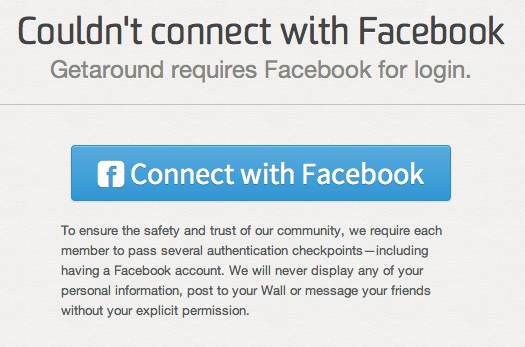 Couldn't connect with Facebook
Getaround requires Facebook for login.
f Connect with Facebook
To ensure the safety and trust of our community, we require each
member to pass several authentication checkpoints—including
having a Facebook account. We will never display any of your
personal information, post to your Wall or message your friends
without your explicit permission.